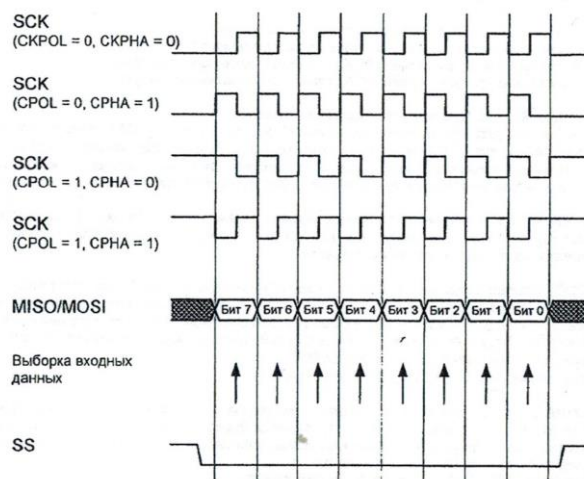 SCK
(CKPOL = 0, CKPHA = 0)
SCK
(CPOL = 0, CPHA = 1)
SCK
(CPOL = 1, CPHA = 0)
SCK
(CPOL = 1, CPHA = 1)
MISO/MOSI
Бит 7 Бит 6 Бит 5 Бит 4 Бит 3 Бит 2 Бит 1 Бит 0
Выборка входных
данных
SS